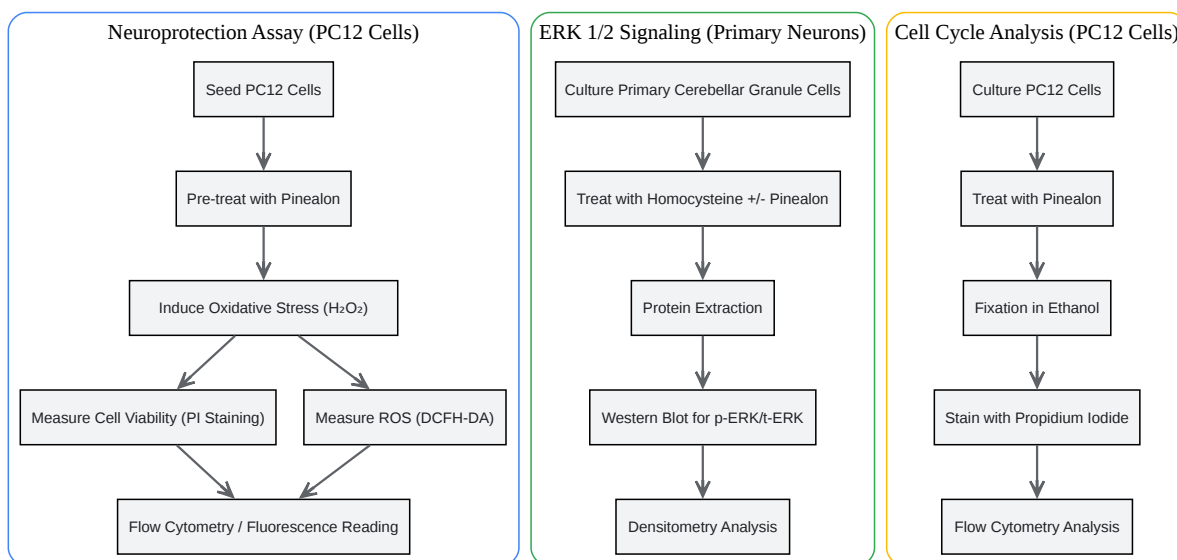 Neuroprotection Assay (PC12 Cells)
Seed PC12 Cells
Pre-treat with Pinealon
Induce Oxidative Stress (H₂O₂)
Measure Cell Viability (PI Staining)
Measure ROS (DCFH-DA)
Flow Cytometry / Fluorescence Reading
ERK 1/2 Signaling (Primary Neurons)
Culture Primary Cerebellar Granule Cells
Treat with Homocysteine +/- Pinealon
Protein Extraction
Western Blot for p-ERK/t-ERK
Densitometry Analysis
Cell Cycle Analysis (PC12 Cells)
Culture PC12 Cells
Treat with Pinealon
Fixation in Ethanol
Stain with Propidium Iodide
Flow Cytometry Analysis